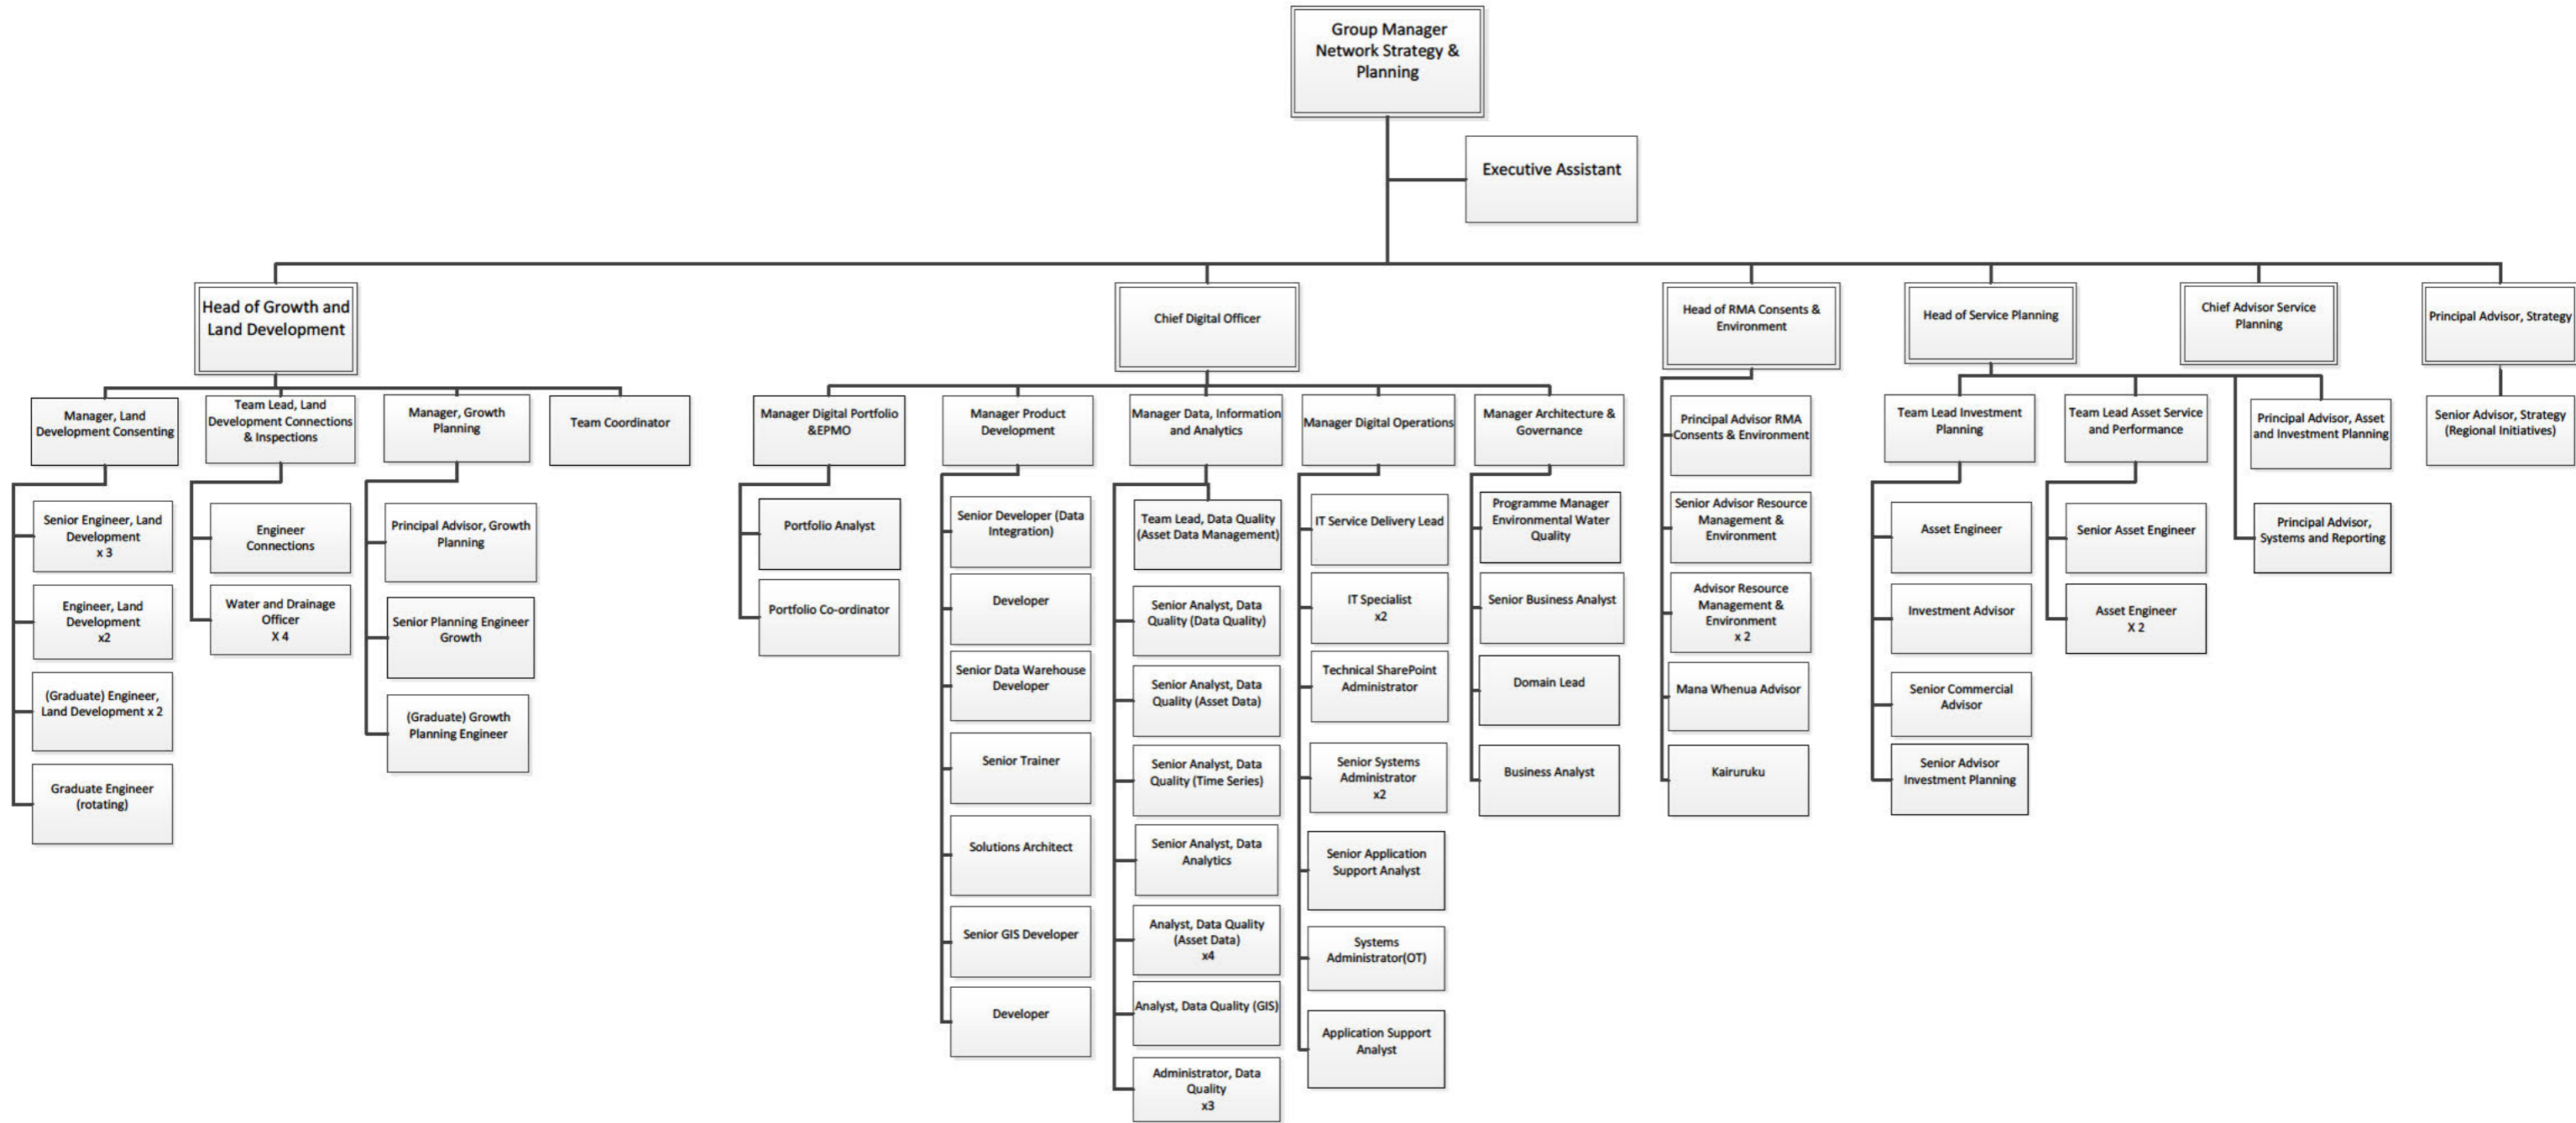 Group Manager
Network Strategy &
Planning
Executive Assistant
Head of Growth and
Land Development
Chief Digital Officer
Head of RMA Consents &
Environment
Head of Service Planning
Chief Advisor Service
Planning
Principal Advisor, Strategy
Manager, Land
Development Consenting
Team Lead, Land
Development Connections
& Inspections
Manager, Growth
Planning
Team Coordinator
Manager Digital Portfolio
&EPMO
Manager Product
Development
Manager Data, Information
and Analytics
Manager Digital Operations
Manager Architecture &
Governance
Principal Advisor RMA
Consents & Environment
Team Lead Investment
Planning
Team Lead Asset Service
and Performance
Principal Advisor, Asset
and Investment Planning
Senior Advisor, Strategy
(Regional Initiatives)
Senior Engineer, Land
Development
x 3
Engineer, Land
Development
x2
(Graduate) Engineer,
Land Development x 2
Graduate Engineer
(rotating)
Engineer
Connections
Water and Drainage
Officer
X 4
Principal Advisor, Growth
Planning
Senior Planning Engineer
Growth
(Graduate) Growth
Planning Engineer
Portfolio Analyst
Portfolio Co-ordinator
Senior Developer (Data
Integration)
Developer
Senior Data Warehouse
Developer
Senior Trainer
Solutions Architect
Senior GIS Developer
Developer
Team Lead, Data Quality
(Asset Data Management)
Senior Analyst, Data
Quality (Data Quality)
Senior Analyst, Data
Quality (Asset Data)
Senior Analyst, Data
Quality (Time Series)
Senior Analyst, Data
Analytics
Analyst, Data Quality
(Asset Data)
x4
Analyst, Data Quality (GIS)
Administrator, Data
Quality
x3
IT Service Delivery Lead
IT Specialist
x2
Technical SharePoint
Administrator
Senior Systems
Administrator
x2
Senior Application
Support Analyst
Systems
Administrator(OT)
Application Support
Analyst
Programme Manager
Environmental Water
Quality
Senior Business Analyst
Domain Lead
Business Analyst
Senior Advisor Resource
Management &
Environment
Advisor Resource
Management &
Environment
x 2
Mana Whenua Advisor
Kairuruku
Asset Engineer
Investment Advisor
Senior Commercial
Advisor
Senior Advisor
Investment Planning
Senior Asset Engineer
Asset Engineer
X 2
Principal Advisor,
Systems and Reporting